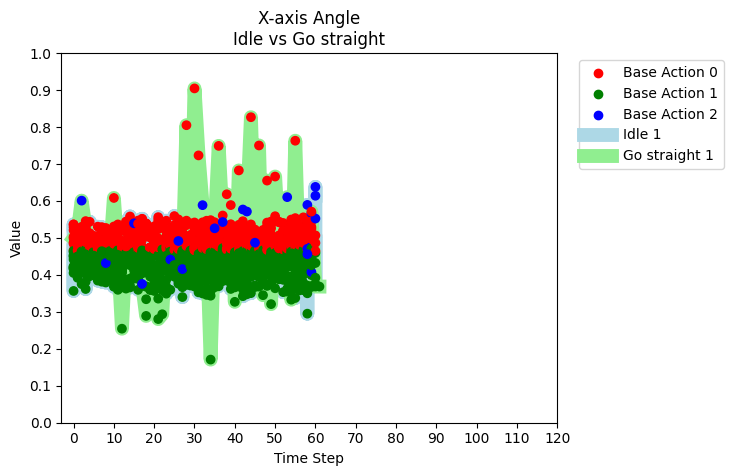 X-axis Angle
Idle vs Go straight
1.0
0.9
0.8
0.7
0.6
0.5
0.4
0.3
0.2
0.1
0.0
Value
0 10 20 30 40 50 60 70 80 90 100 110 120
Time Step
Base Action 0
Base Action 1
Base Action 2
Idle 1
Go straight 1